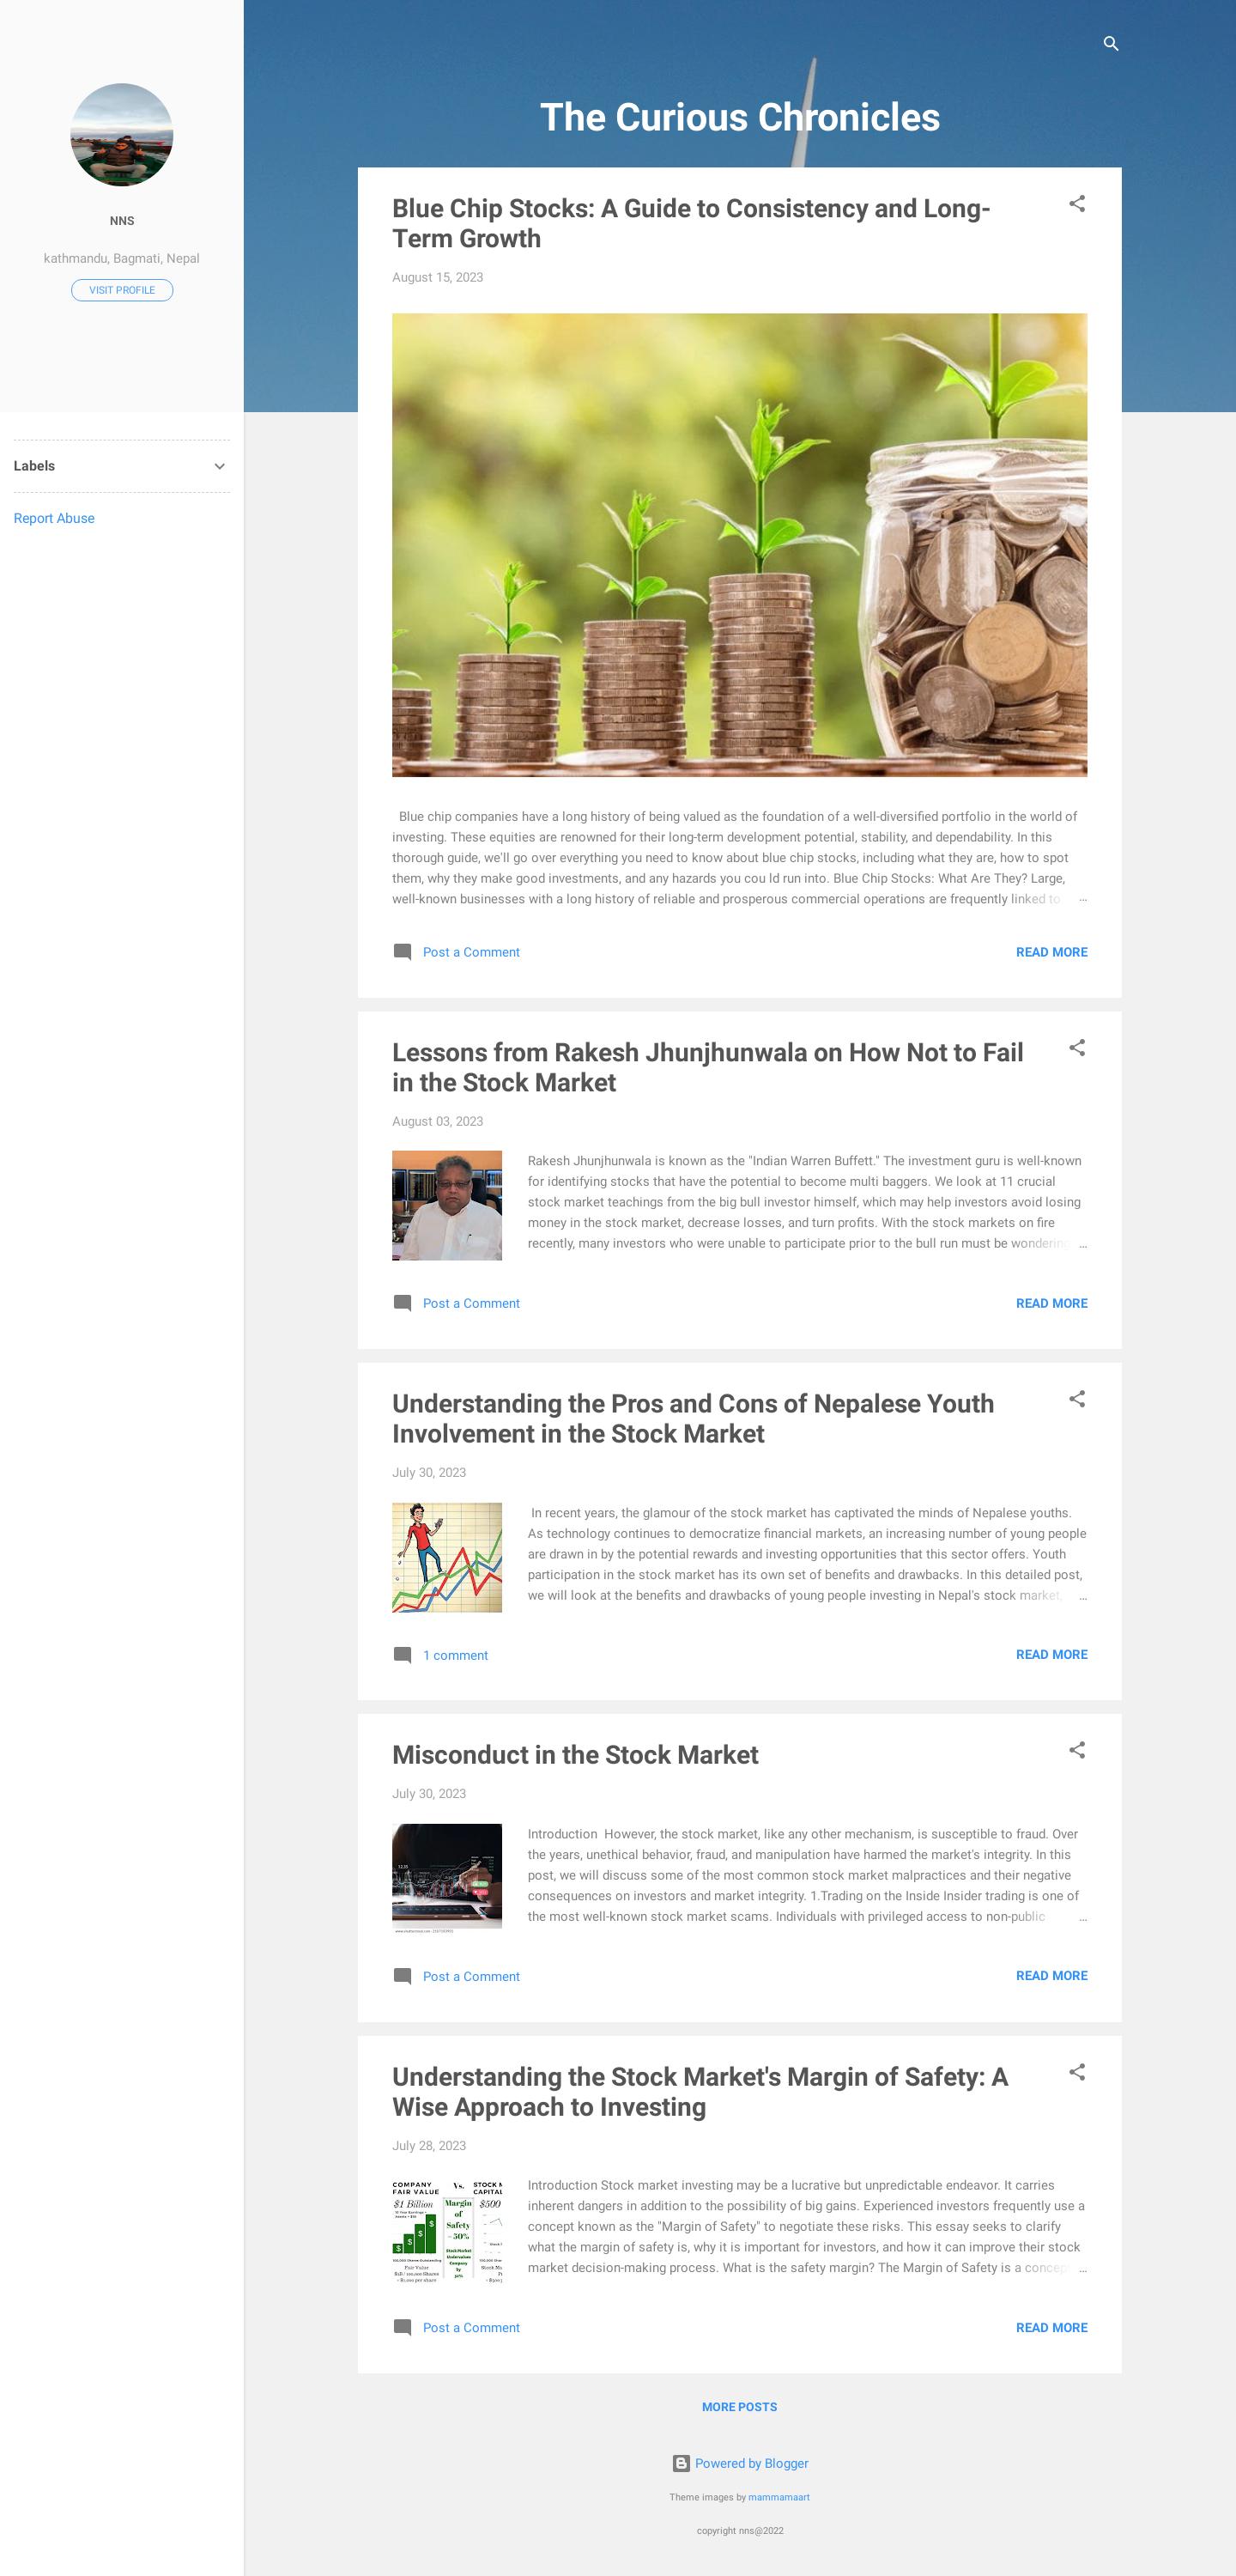 The Curious Chronicles
NNS
kathmandu, Bagmati, Nepal
VISIT PROFILE
Labels
Report Abuse
Blue Chip Stocks: A Guide to Consistency and Long-
Term Growth
August 15, 2023
Blue chip companies have a long history of being valued as the foundation of a well-diversified portfolio in the world of
investing. These equities are renowned for their long-term development potential, stability, and dependability. In this
thorough guide, we'll go over everything you need to know about blue chip stocks, including what they are, how to spot
them, why they make good investments, and any hazards you cou ld run into. Blue Chip Stocks: What Are They? Large,
well-known businesses with a long history of reliable and prosperous commercial operations are frequently linked to ...
Post a Comment
READ MORE
Lessons from Rakesh Jhunjhunwala on How Not to Fail
in the Stock Market
August 03, 2023
Rakesh Jhunjhunwala is known as the "Indian Warren Buffett." The investment guru is well-known
for identifying stocks that have the potential to become multi baggers. We look at 11 crucial
stock market teachings from the big bull investor himself, which may help investors avoid losing
money in the stock market, decrease losses, and turn profits. With the stock markets on fire
recently, many investors who were unable to participate prior to the bull run must be wondering ...
Post a Comment
READ MORE
Understanding the Pros and Cons of Nepalese Youth
Involvement in the Stock Market
July 30, 2023
In recent years, the glamour of the stock market has captivated the minds of Nepalese youths.
As technology continues to democratize financial markets, an increasing number of young people
are drawn in by the potential rewards and investing opportunities that this sector offers. Youth
participation in the stock market has its own set of benefits and drawbacks. In this detailed post,
we will look at the benefits and drawbacks of young people investing in Nepal's stock market, ...
1 comment
READ MORE
Misconduct in the Stock Market
July 30, 2023
Introduction  However, the stock market, like any other mechanism, is susceptible to fraud. Over
the years, unethical behavior, fraud, and manipulation have harmed the market's integrity. In this
post, we will discuss some of the most common stock market malpractices and their negative
consequences on investors and market integrity. 1.Trading on the Inside Insider trading is one of
the most well-known stock market scams. Individuals with privileged access to non-public ...
Post a Comment
READ MORE
Understanding the Stock Market's Margin of Safety: A
Wise Approach to Investing
July 28, 2023
COMPANY Vs. STOCK M
FAIR VALUE CAPITAL
$1 Billion $500
Margin
of
Safety
= 50%
Introduction Stock market investing may be a lucrative but unpredictable endeavor. It carries
inherent dangers in addition to the possibility of big gains. Experienced investors frequently use a
concept known as the "Margin of Safety" to negotiate these risks. This essay seeks to clarify
what the margin of safety is, why it is important for investors, and how it can improve their stock
market decision-making process. What is the safety margin? The Margin of Safety is a concept ...
Post a Comment
READ MORE
MORE POSTS
Powered by Blogger
Theme images by mammamaart
copyright nns@2022